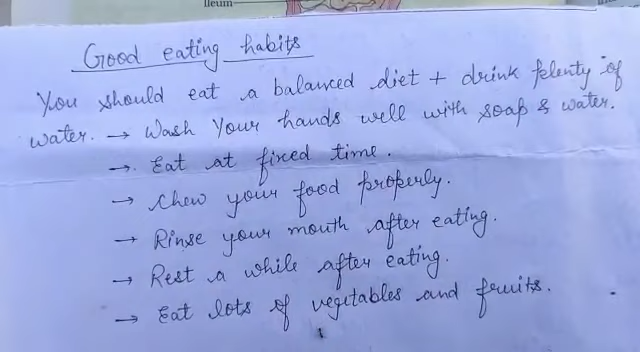 Ileum
Good eating habits
You should eat a balanced diet + drink plenty of
water. → Wash your hands well with soap & water.
→ Eat at fixed time.
→ Chew your food properly.
→ Rinse your mouth after eating.
→ Rest a while after eating.
→ Eat lots of vegetables and fruits.